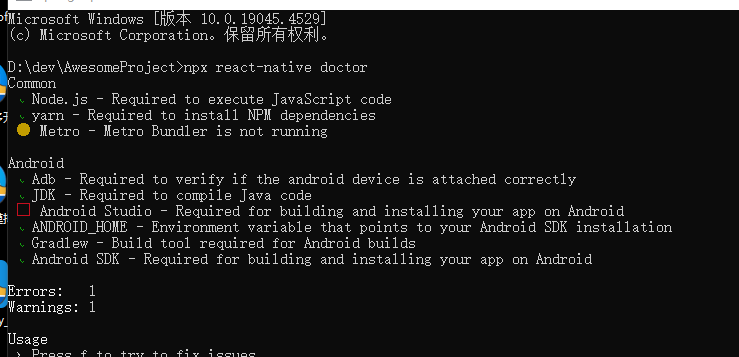 Microsoft Windows [版本 10.0.19045.4529]
(c) Microsoft Corporation。保留所有权利。
D:\dev\AwesomeProject>npx react-native doctor
Common
✓ Node.js - Required to execute JavaScript code
✓ yarn - Required to install NPM dependencies
● Metro - Metro Bundler is not running
Android
✓ Adb - Required to verify if the android device is attached correctly
✓ JDK - Required to compile Java code
□ Android Studio - Required for building and installing your app on Android
✓ ANDROID_HOME - Environment variable that points to your Android SDK installation
✓ Gradlew - Build tool required for Android builds
✓ Android SDK - Required for building and installing your app on Android
Errors:   1
Warnings: 1
Usage
› Press f to try to fix issues.